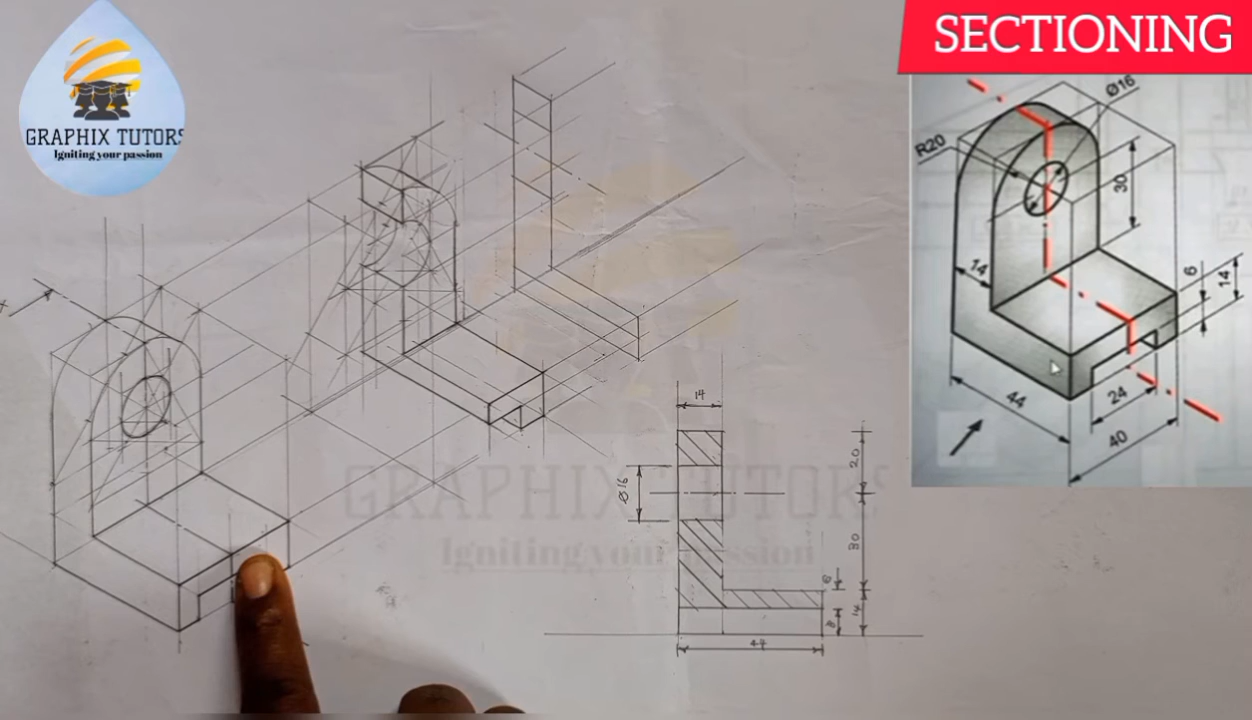 GRAPHIX TUTORS
Igniting your passion
SECTIONING
Ø16
R20
30
14
6
14
44
24
40
14
Ø16
20
30
6
14
8
44
GRAPHIX TUTORS
Igniting your passion